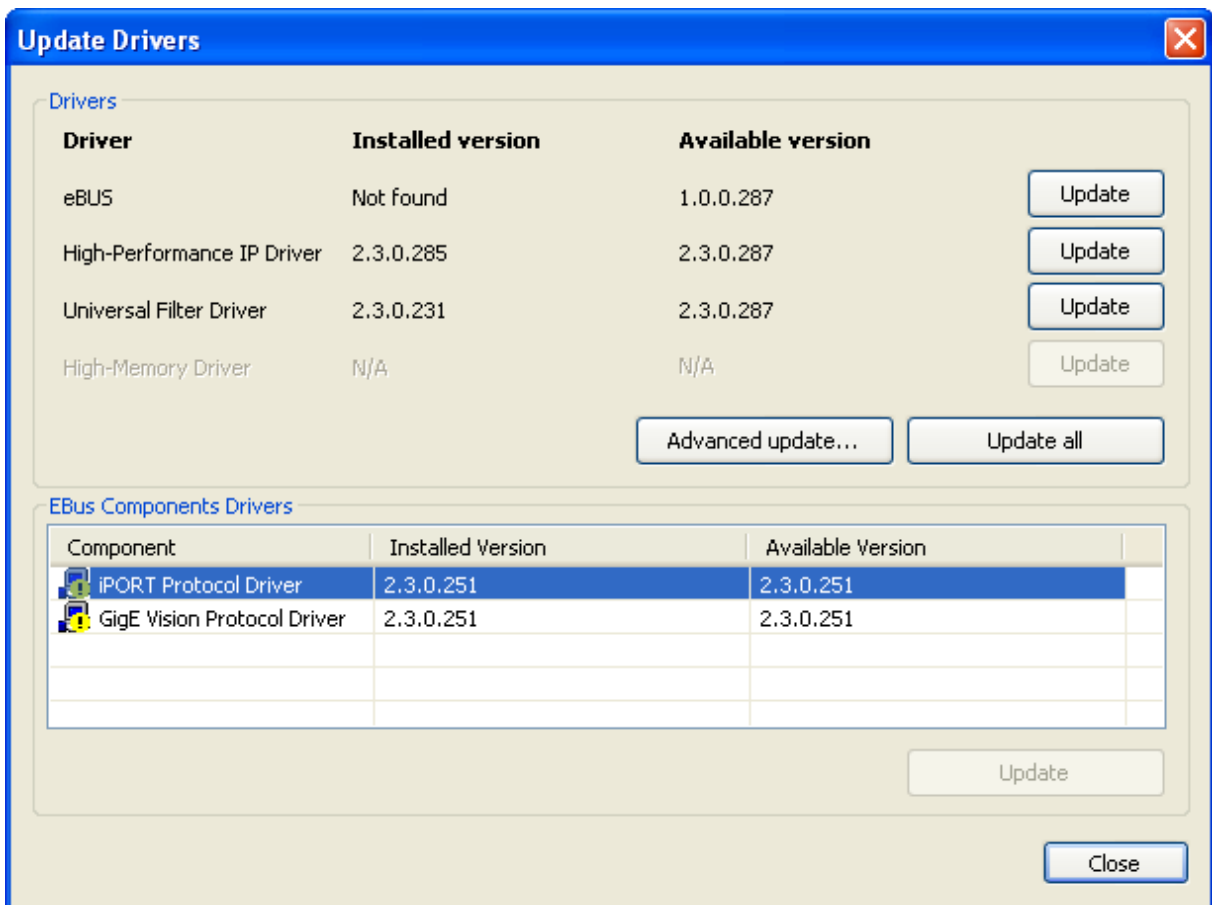 Update Drivers
Drivers
Driver Installed version Available version
eBUS Not found 1.0.0.287 Update
High-Performance IP Driver 2.3.0.285 2.3.0.287 Update
Universal Filter Driver 2.3.0.231 2.3.0.287 Update
High-Memory Driver N/A N/A Update
Advanced update... Update all
EBus Components Drivers
Component Installed Version Available Version
iPORT Protocol Driver 2.3.0.251 2.3.0.251
GigE Vision Protocol Driver 2.3.0.251 2.3.0.251
Update
Close